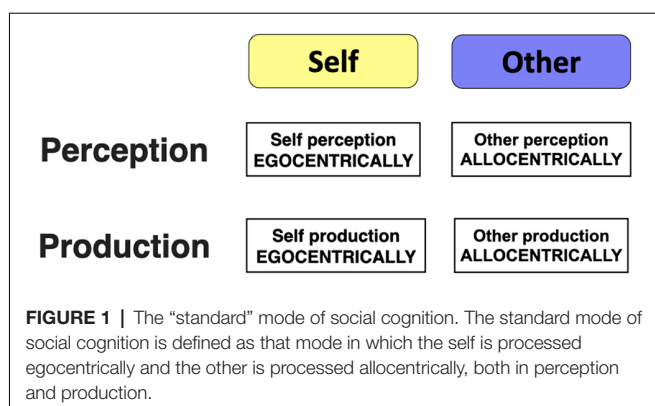 Self
Other
Perception
Self perception
EGOCENTRICALLY
Other perception
ALLOCENTRICALLY
Production
Self production
EGOCENTRICALLY
Other production
ALLOCENTRICALLY
FIGURE 1 | The “standard” mode of social cognition. The standard mode of
social cognition is defined as that mode in which the self is processed
egocentrically and the other is processed allocentrically, both in perception
and production.